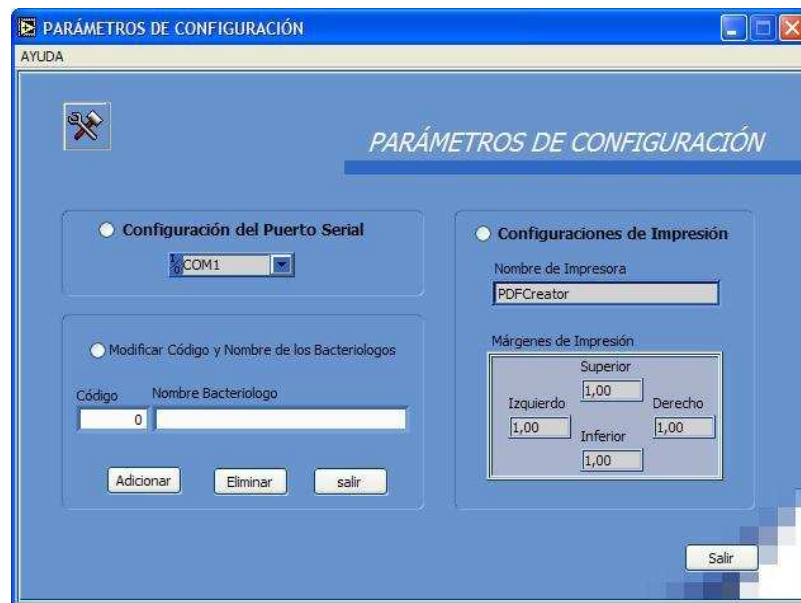 PARÁMETROS DE CONFIGURACIÓN
AYUDA
PARÁMETROS DE CONFIGURACIÓN
Configuración del Puerto Serial
I/O COM1
Modificar Código y Nombre de los Bacteriologos
Código Nombre Bacteriologo
0
Adicionar Eliminar salir
Configuraciones de Impresión
Nombre de Impresora
PDFCreator
Márgenes de Impresión
Superior
1,00
Izquierdo Derecho
1,00 1,00
Inferior
1,00
Salir